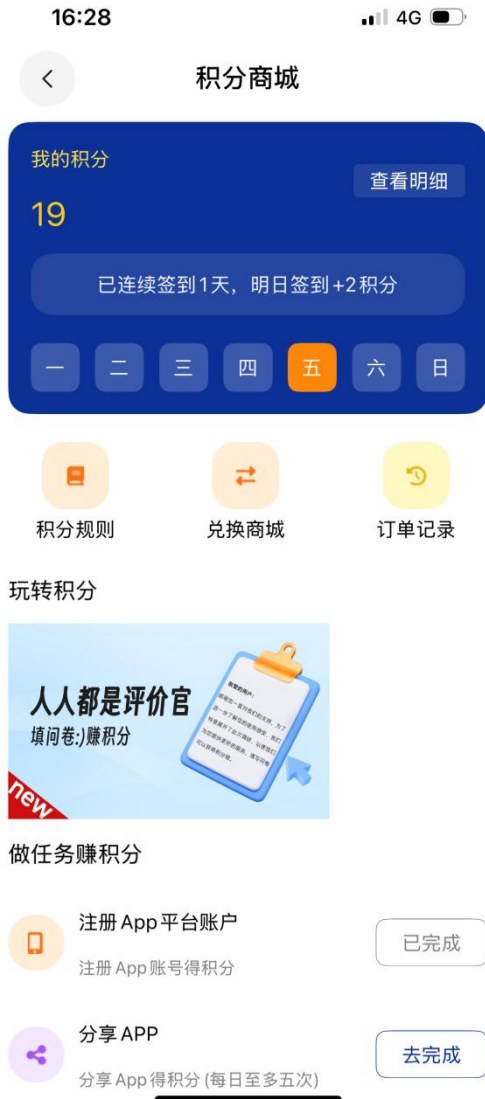 16:28
4G
积分商城
我的积分
查看明细
19
已连续签到1天，明日签到+2积分
一 二 三 四 五 六 日
积分规则 兑换商城 订单记录
玩转积分
人人都是评价官
填问卷:)赚积分
new
做任务赚积分
注册App平台账户
已完成
注册App账号得积分
分享APP
去完成
分享App得积分(每日至多五次)